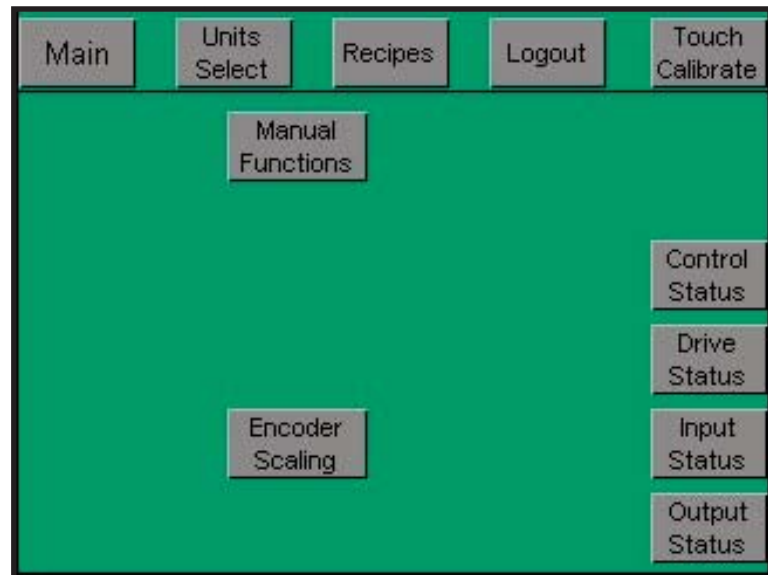 Main
Units
Select
Recipes
Logout
Touch
Calibrate
Manual
Functions
Control
Status
Drive
Status
Encoder
Scaling
Input
Status
Output
Status